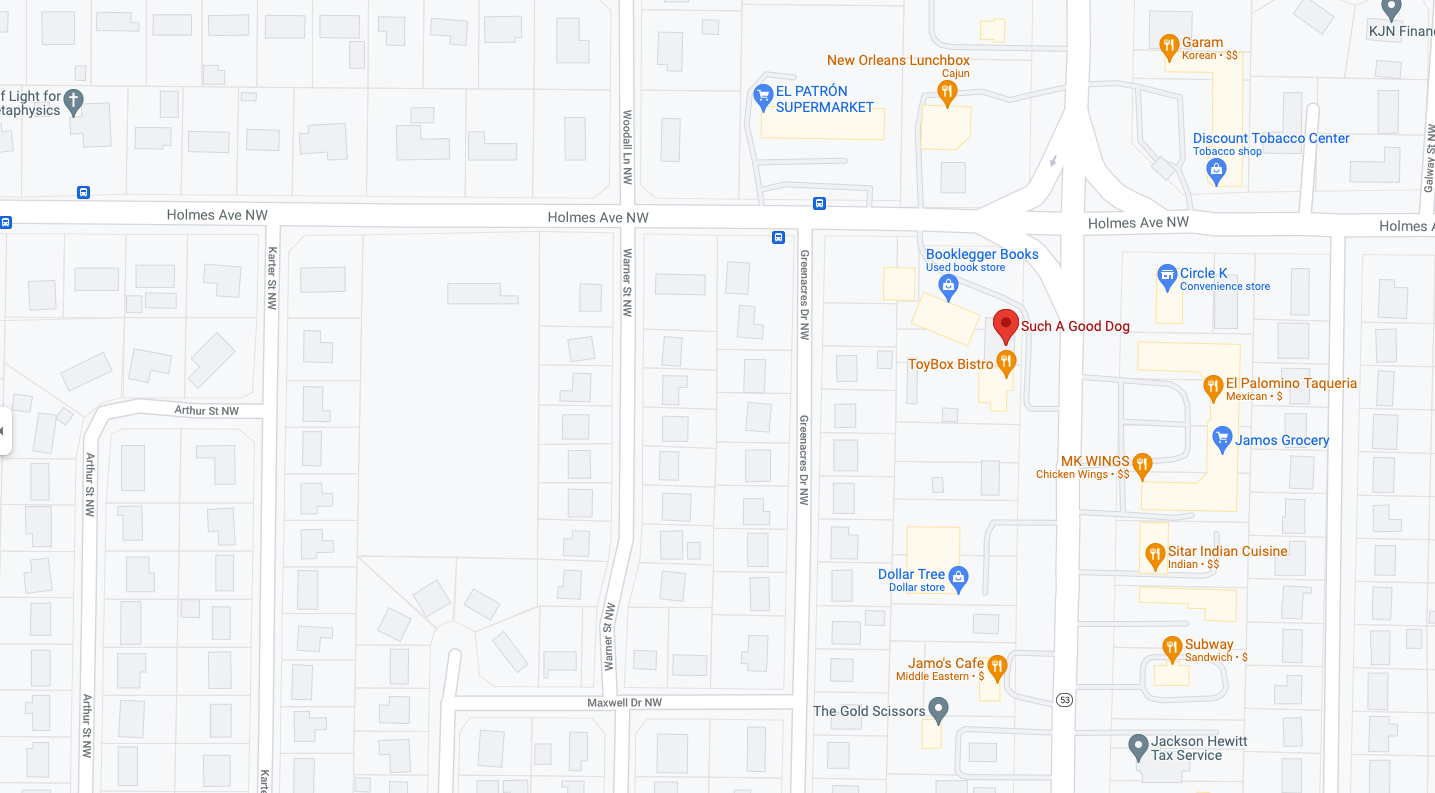 KJN Finan
Garam
Korean • $$
New Orleans Lunchbox
Cajun
EL PATRÓN
SUPERMARKET
f Light for
etaphysics
Woodall Ln NW
Discount Tobacco Center
Tobacco shop
Galway St NW
Holmes Ave NW
Holmes Ave NW
Holmes Ave NW
Holmes A
Karter St NW
Warner St NW
Greenacres Dr NW
Booklegger Books
Used book store
Circle K
Convenience store
Such A Good Dog
ToyBox Bistro
El Palomino Taqueria
Mexican • $
Arthur St NW
Jamos Grocery
Arthur St NW
Greenacres Dr NW
MK WINGS
Chicken Wings • $$
Sitar Indian Cuisine
Indian • $$
Dollar Tree
Dollar store
Warner St NW
Subway
Sandwich • $
Jamo's Cafe
Middle Eastern • $
Maxwell Dr NW
53
The Gold Scissors
Arthur St NW
Jackson Hewitt
Tax Service
Karte